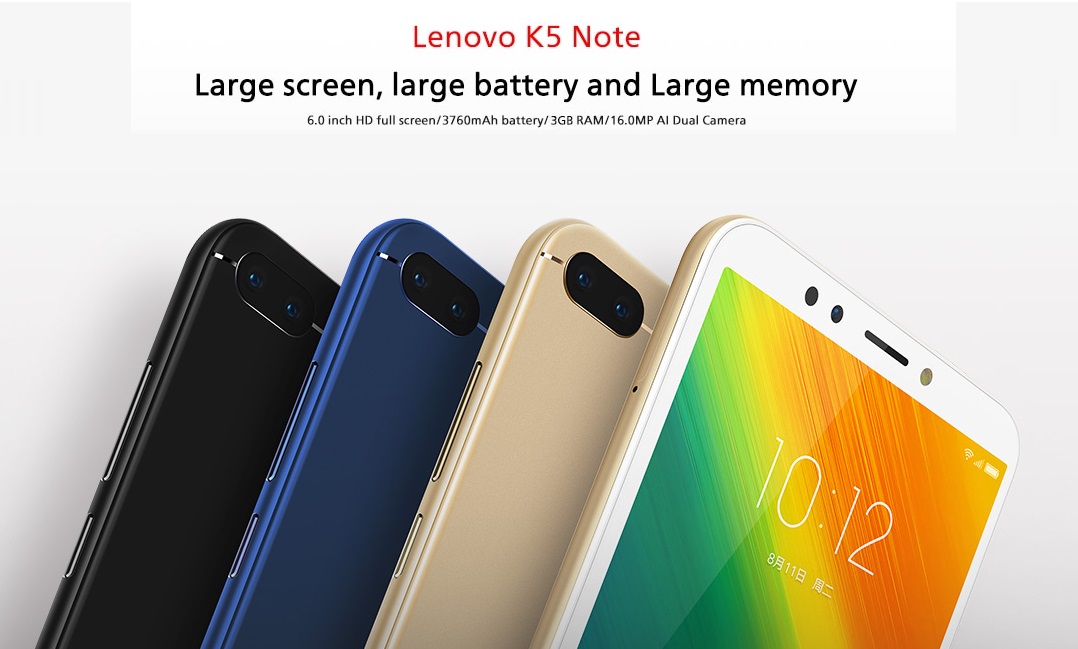 Lenovo K5 Note
Large screen, large battery and Large memory
6.0 inch HD full screen/3760mAh battery/3GB RAM/16.0MP AI Dual Camera
10:12
8月11日 周二